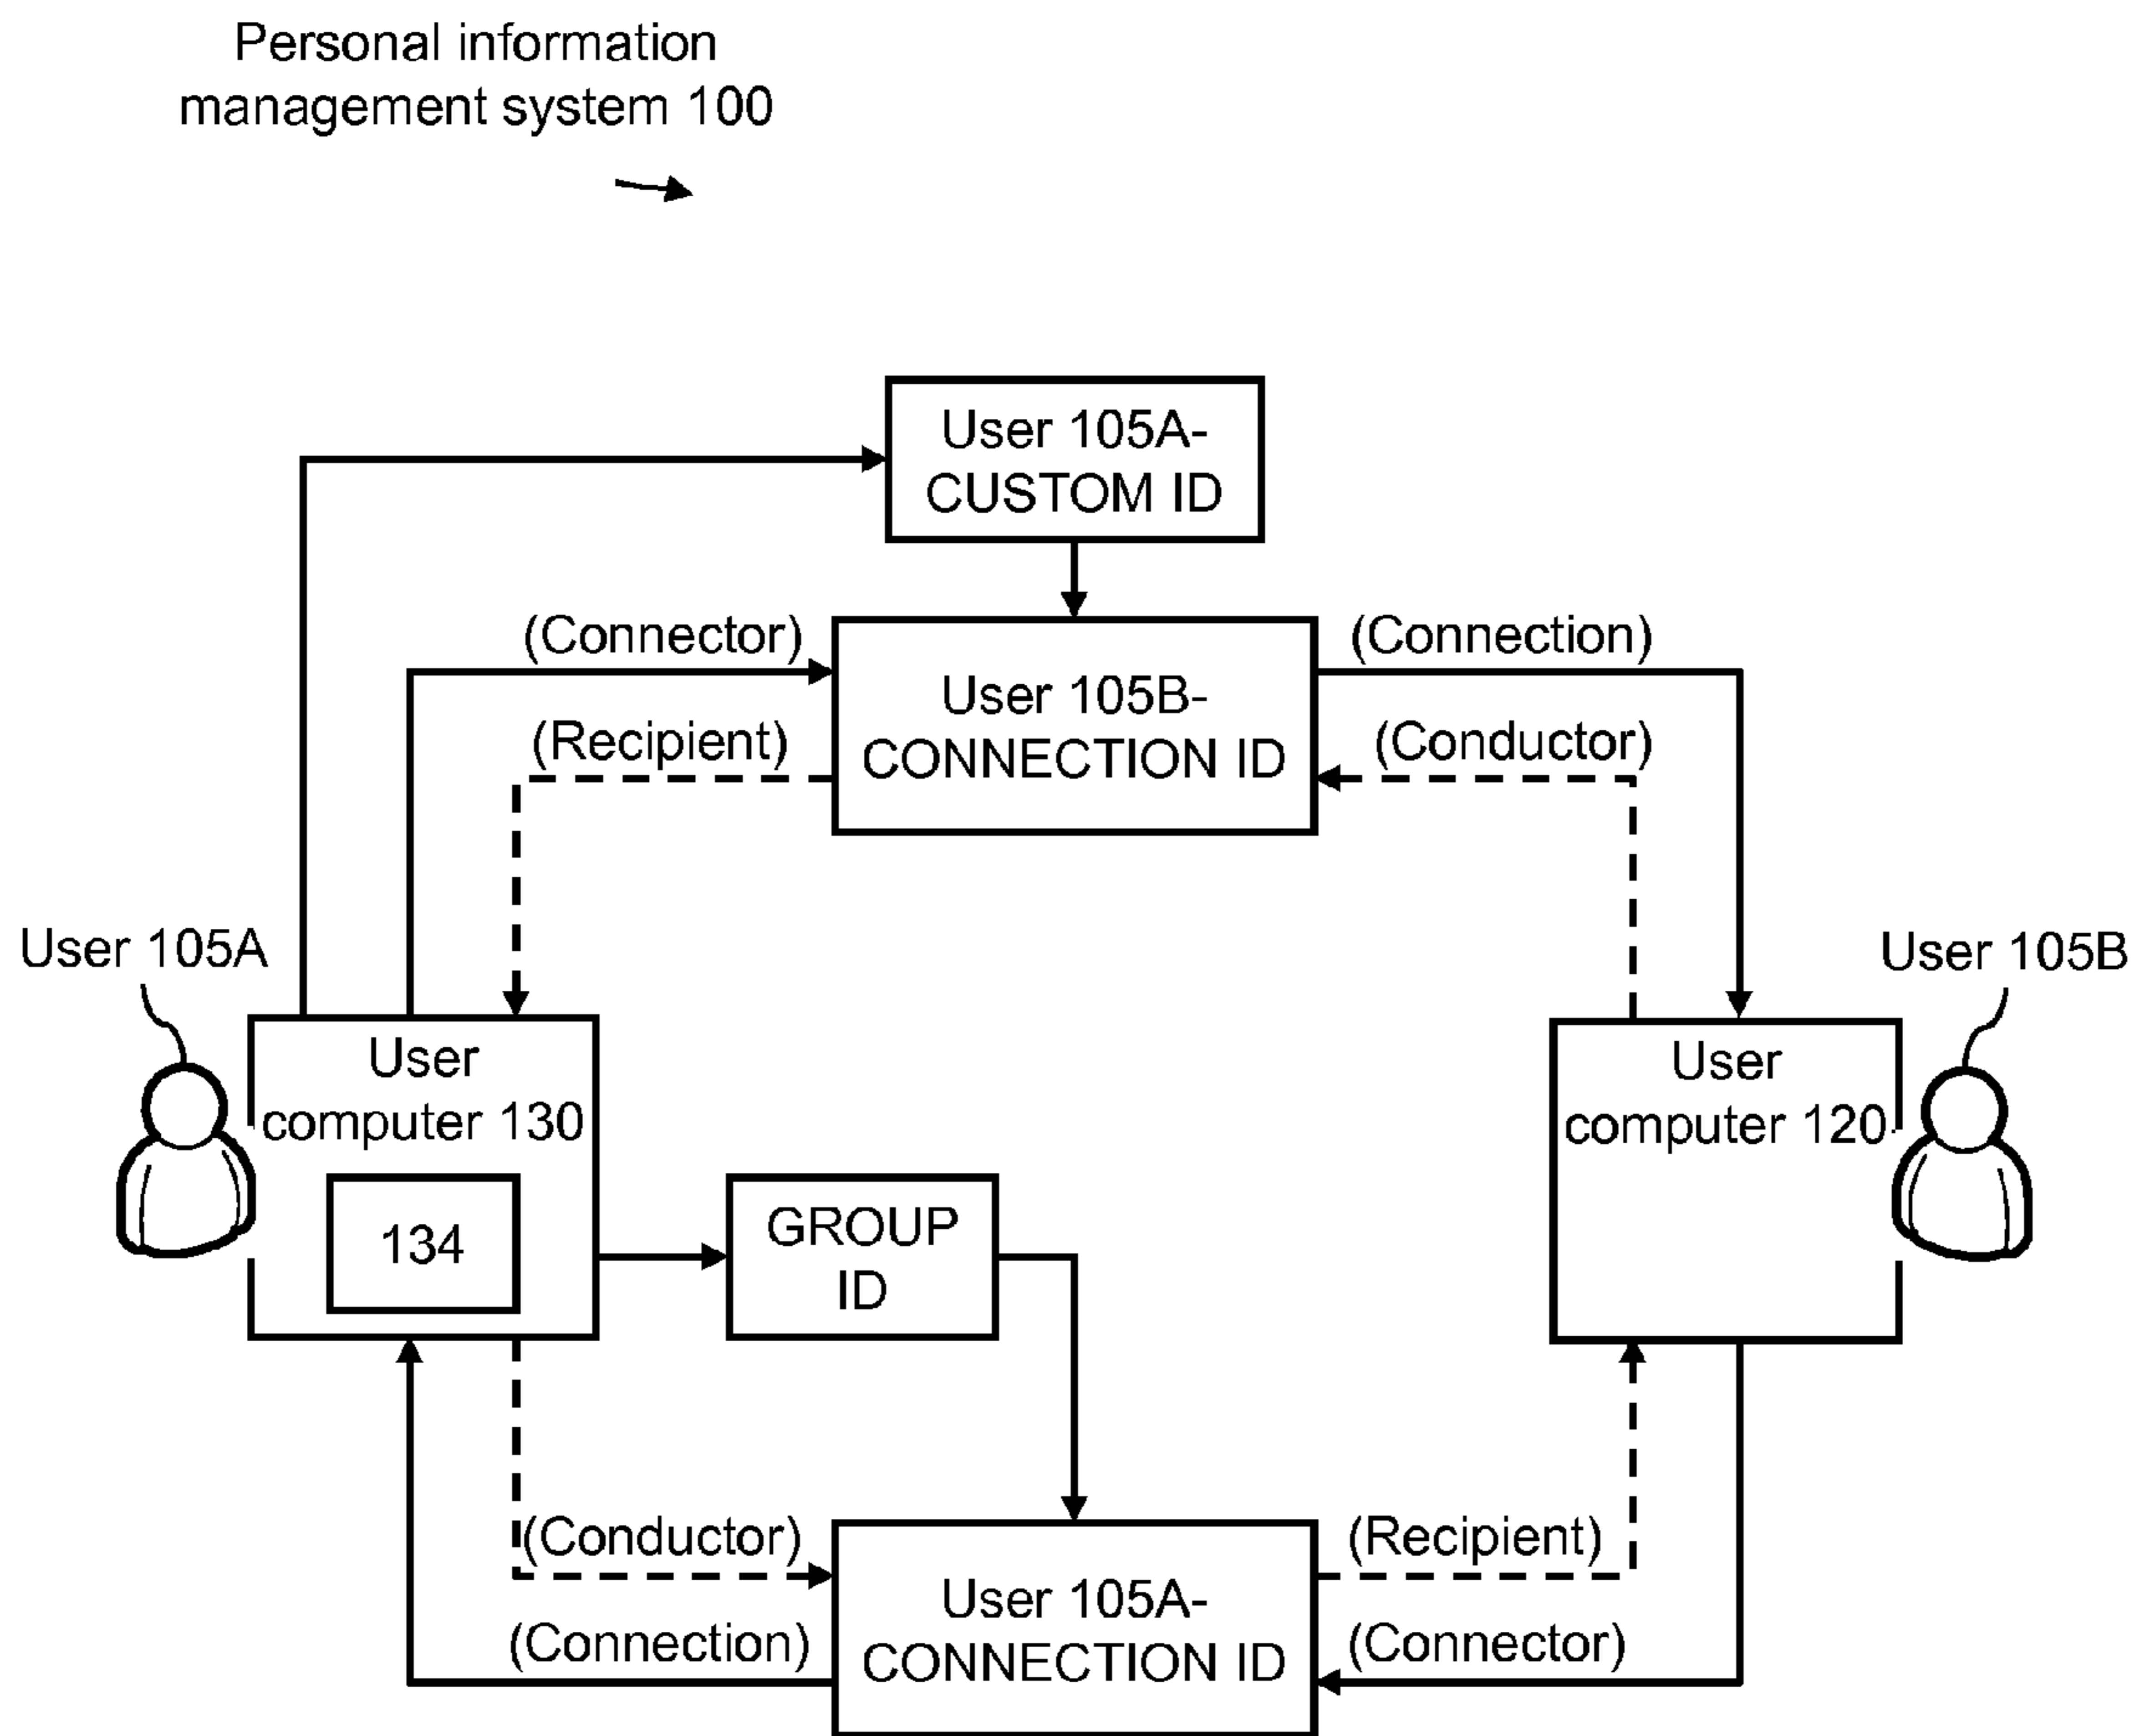 Personal information
management system 100
User 105A-
CUSTOM ID
(Connector)
(Connection)
User 105B-
CONNECTION ID
(Recipient)
(Conductor)
User 105A
User 105B
User
computer 130
User
computer 120
134
GROUP
ID
(Conductor)
(Recipient)
User 105A-
CONNECTION ID
(Connection)
(Connector)